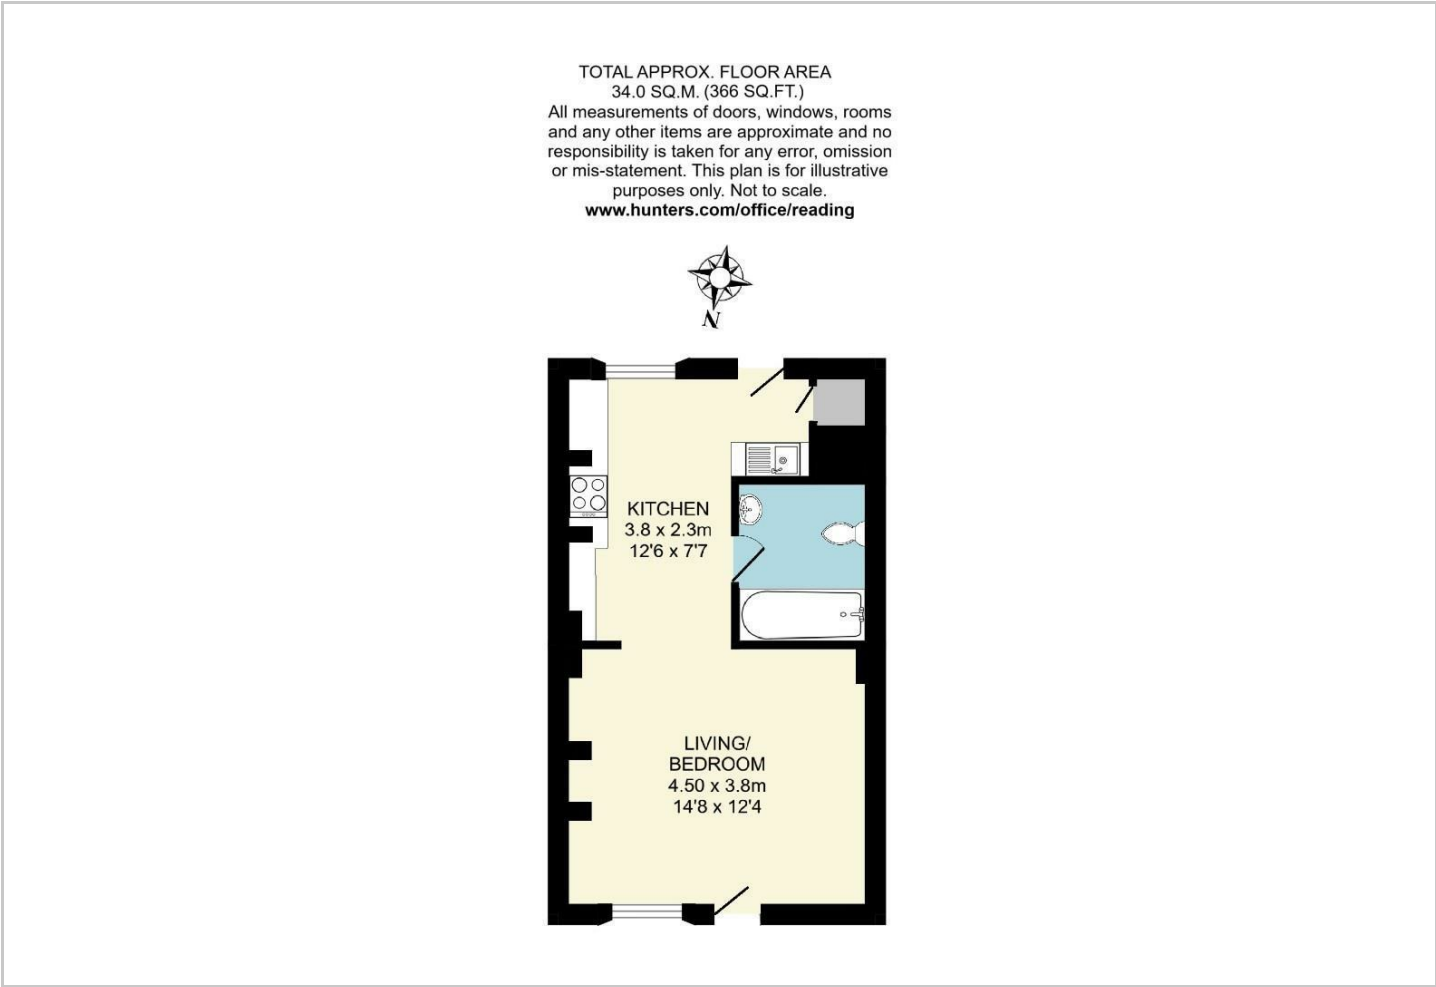 TOTAL APPROX. FLOOR AREA
34.0 SQ.M. (366 SQ.FT.)
All measurements of doors, windows, rooms
and any other items are approximate and no
responsibility is taken for any error, omission
or mis-statement. This plan is for illustrative
purposes only. Not to scale.
www.hunters.com/office/reading
N
KITCHEN
3.8 x 2.3m
12'6 x 7'7
LIVING/
BEDROOM
4.50 x 3.8m
14'8 x 12'4